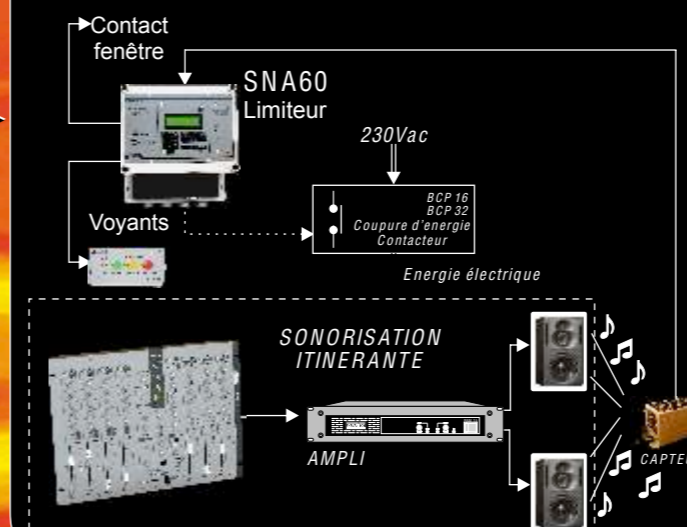 Contact
fenêtre
SNA60
Limiteur
230Vac
BCP 16
BCP 32
Coupure d'energie
Contacteur
Voyants
Energie électrique
SONORISATION
ITINERANTE
AMPLI
CAPTEU